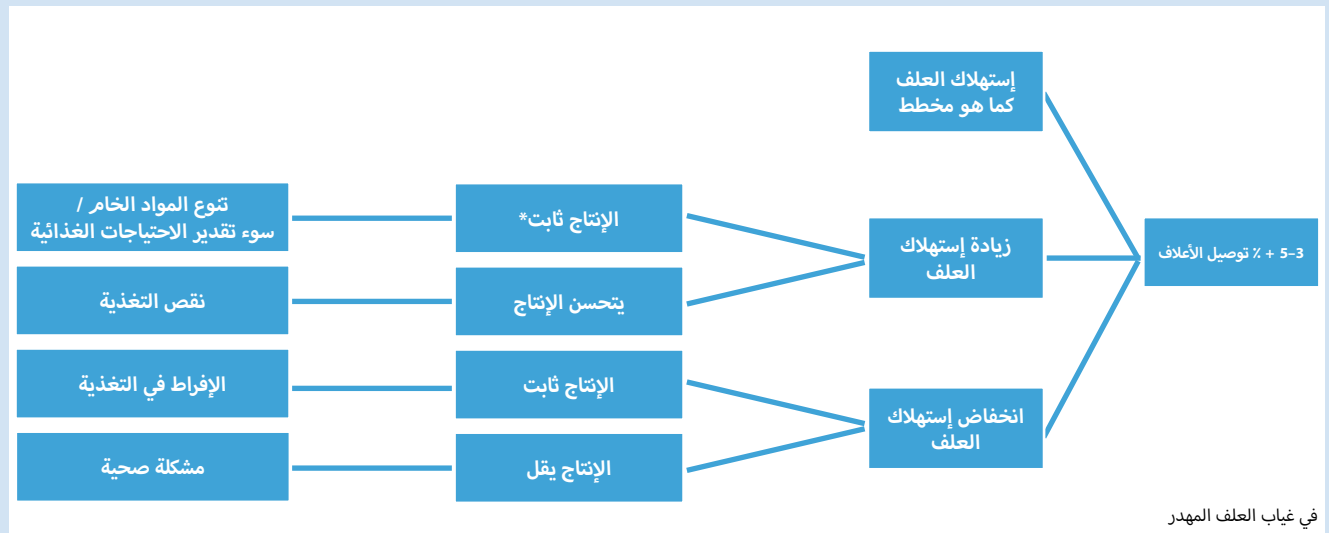 إستهلاك العلف
كما هو مخطط
3–5 + ٪ توصيل الأعلاف
زيادة إستهلاك
العلف
انخفاض إستهلاك
العلف
الإنتاج ثابت*
يتحسن الإنتاج
الإنتاج ثابت
الإنتاج يقل
تنوع المواد الخام /
سوء تقدير الاحتياجات الغذائية
نقص التغذية
الإفراط في التغذية
مشكلة صحية
في غياب العلف المهدر